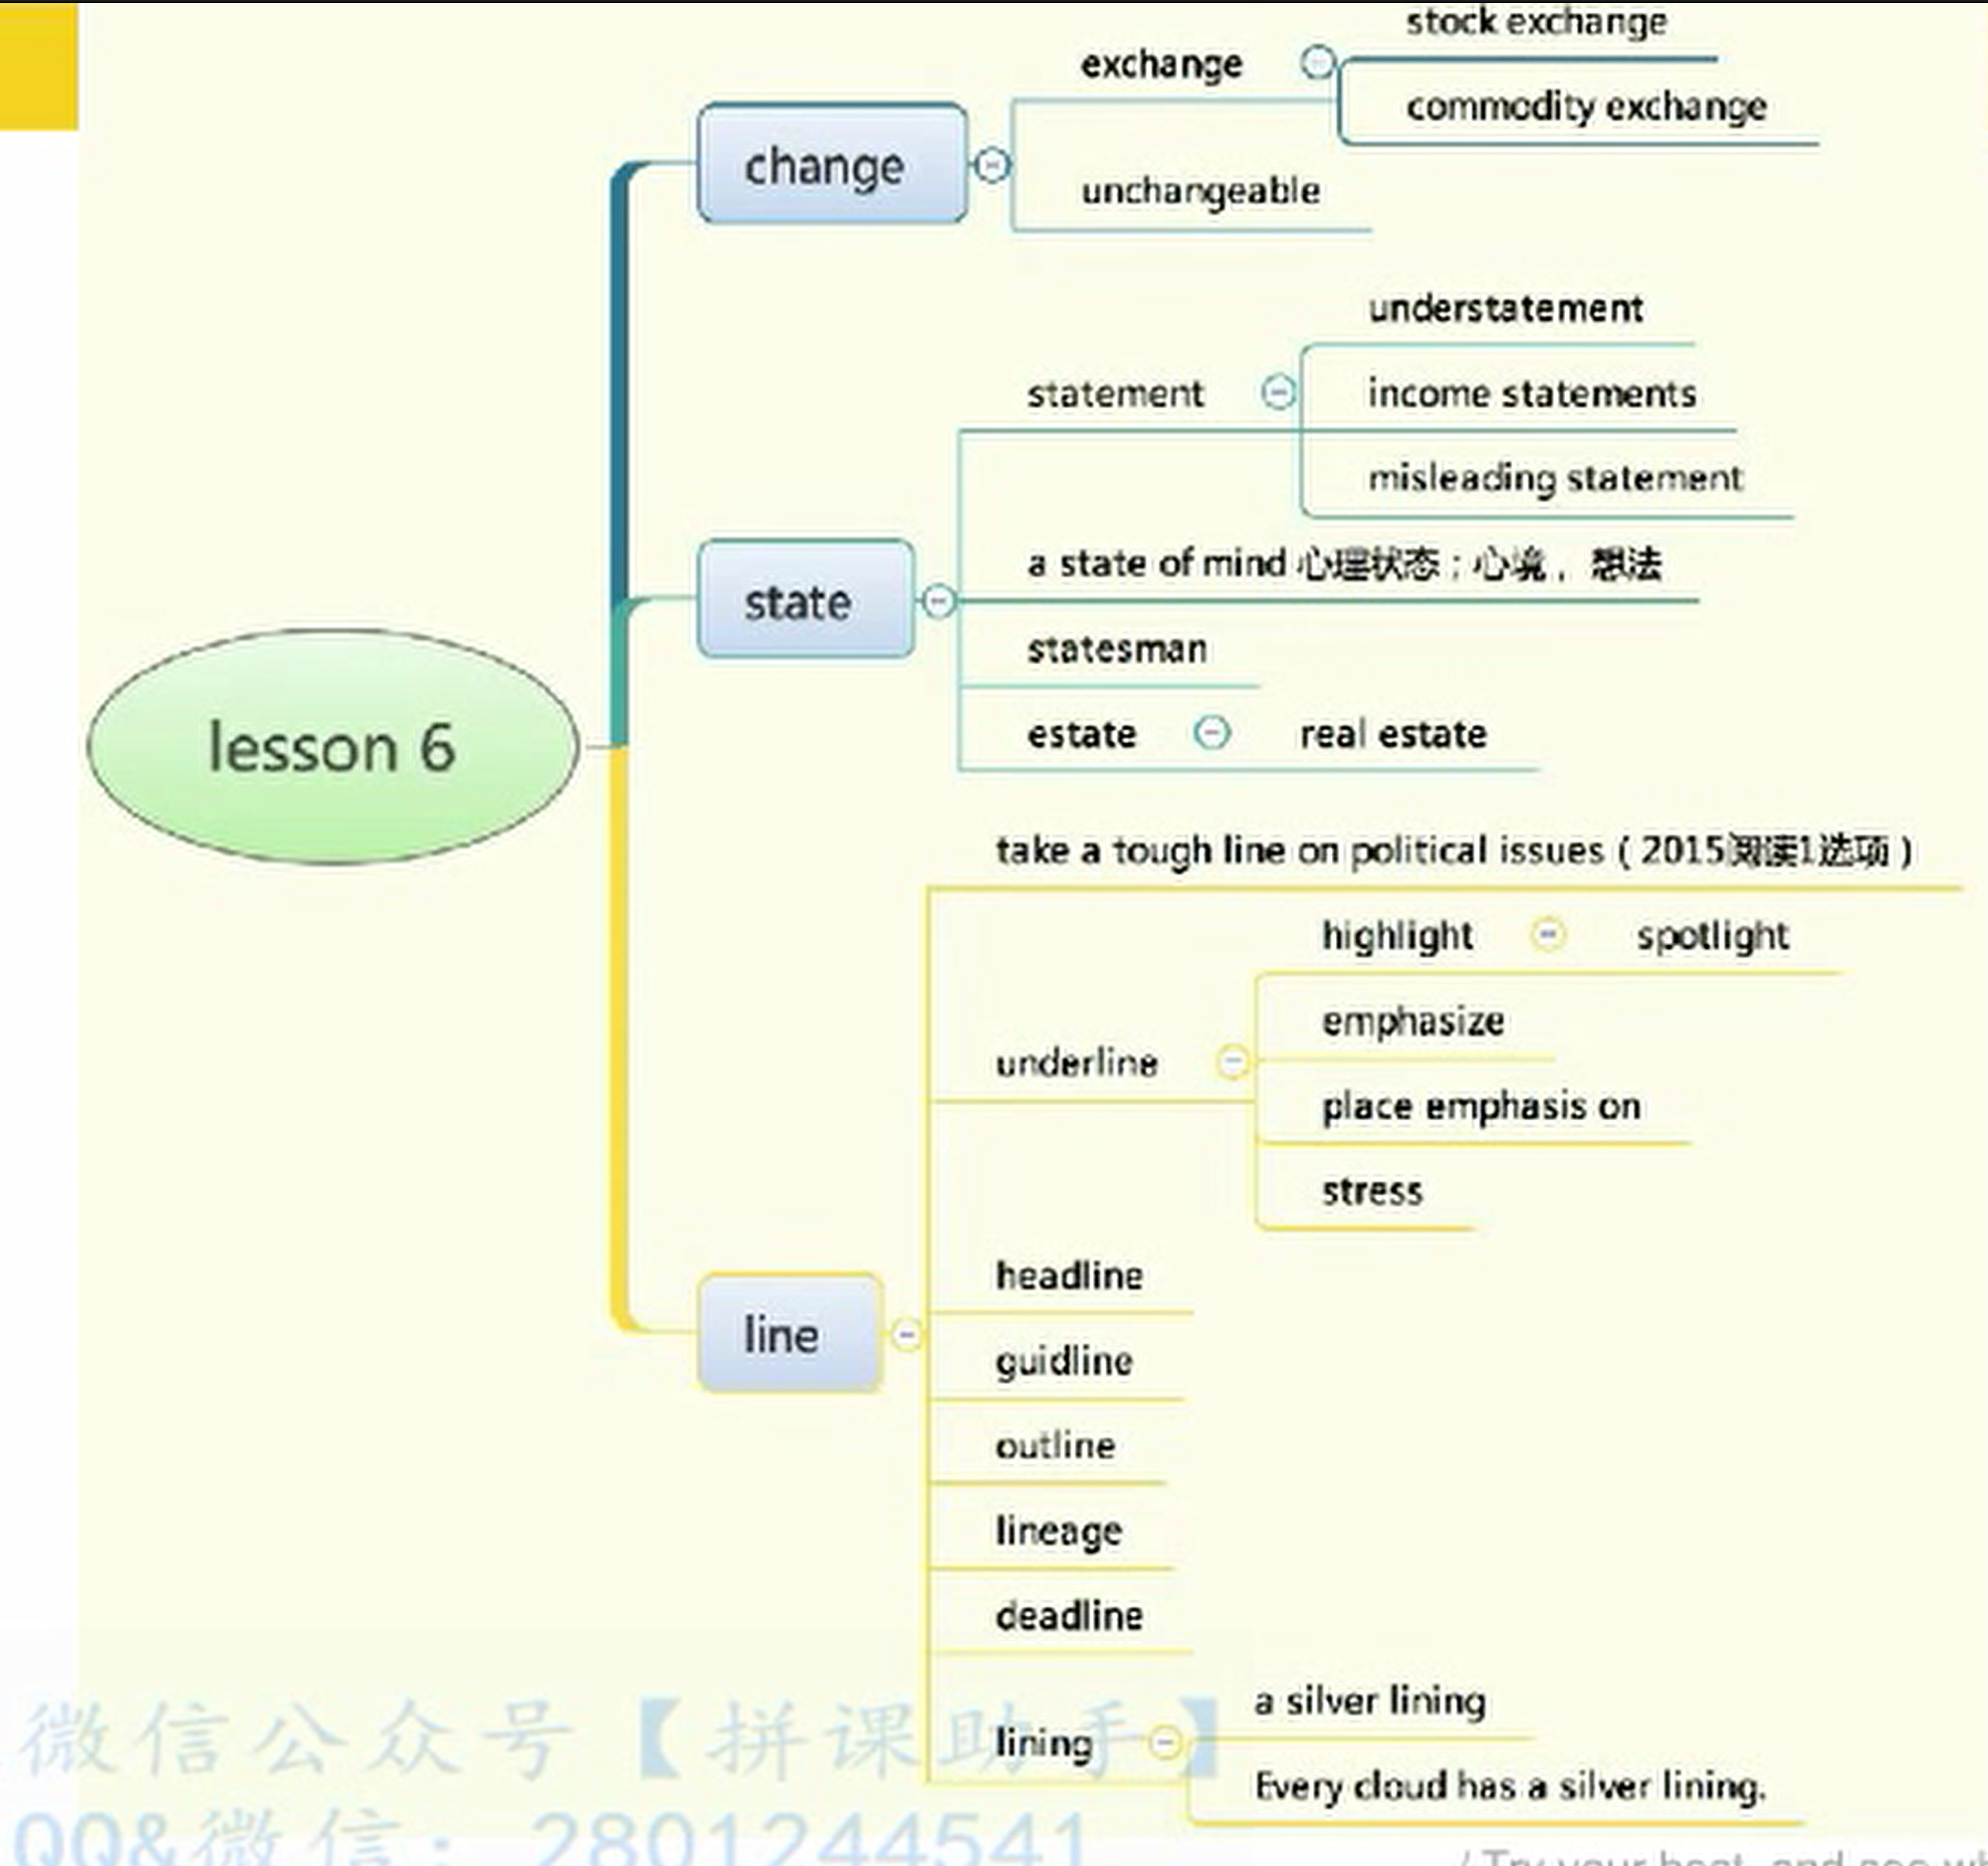 stock exchange
exchange
commodity exchange
change
unchangeable
understatement
statement
income statements
misleading statement
a state of mind 心理状态；心境，想法
state
statesman
estate
real estate
lesson 6
take a tough line on political issues（2015阅读1选项）
highlight
spotlight
emphasize
underline
place emphasis on
stress
headline
line
guidline
outline
lineage
deadline
a silver lining
lining
Every cloud has a silver lining.
微信公众号【拼课助手】
QQ&微信：2801244541
Try your best, and see